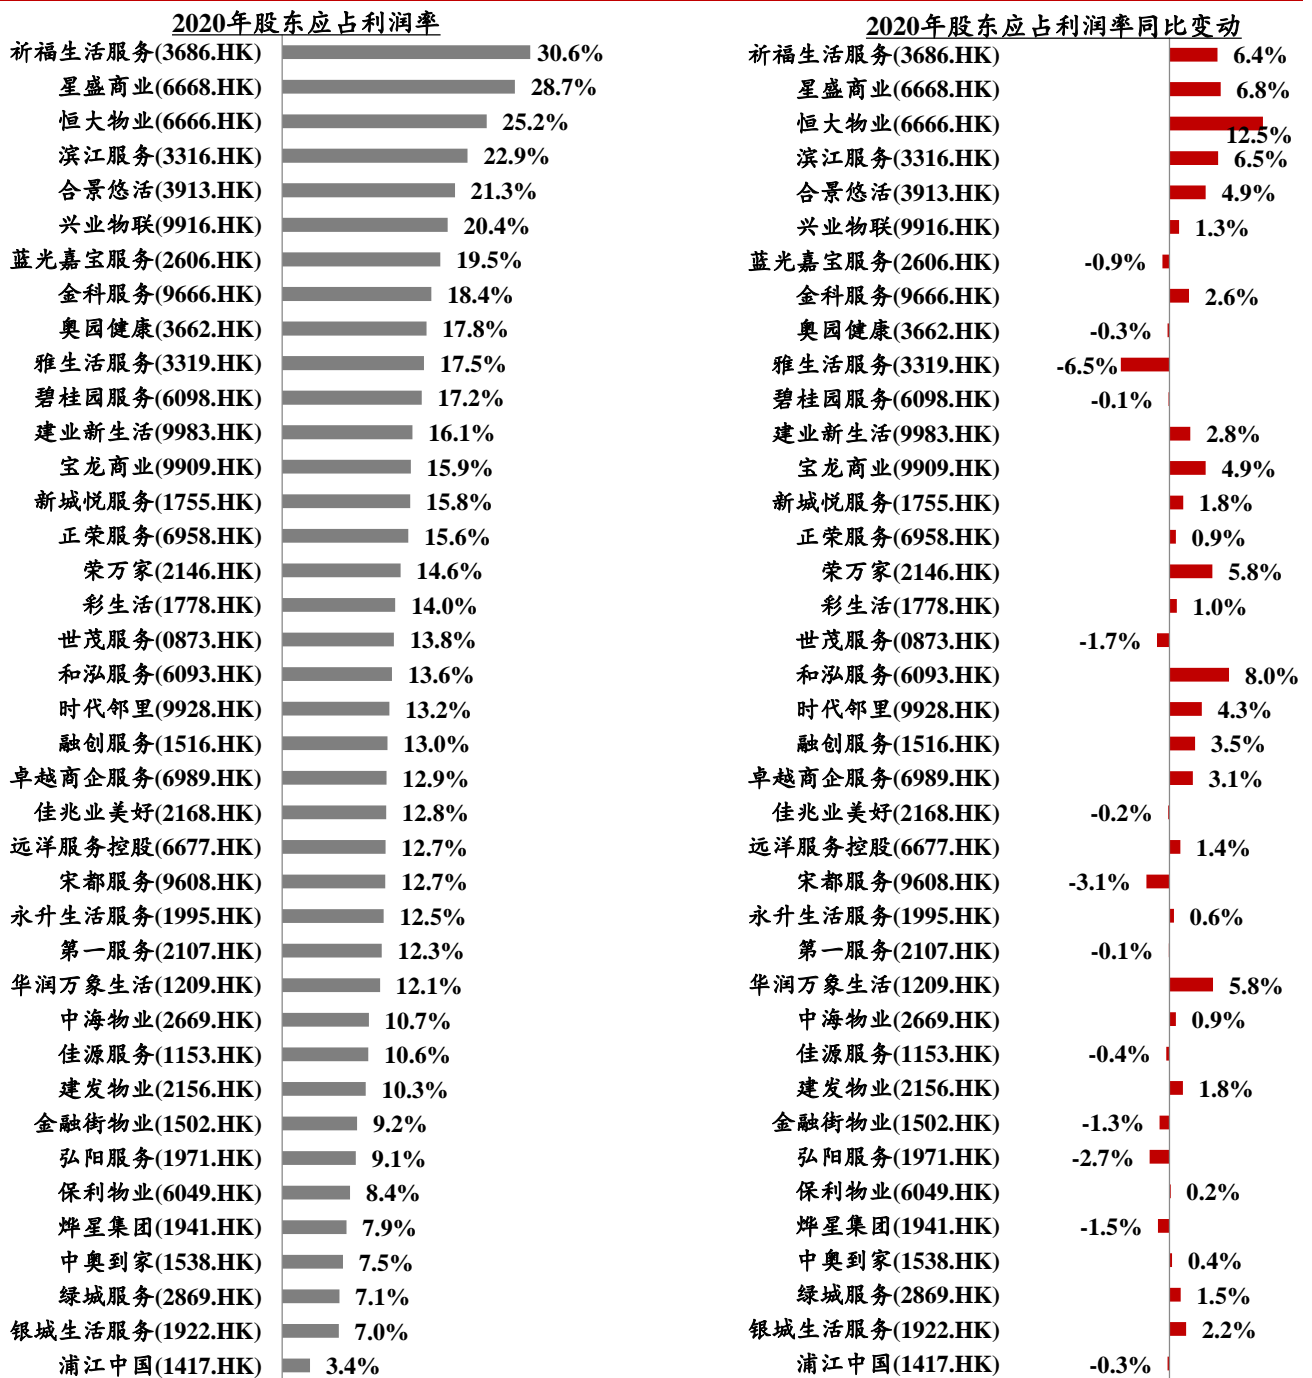 2020年股东应占利润率
祈福生活服务(3686.HK) 30.6%
星盛商业(6668.HK) 28.7%
恒大物业(6666.HK) 25.2%
滨江服务(3316.HK) 22.9%
合景悠活(3913.HK) 21.3%
兴业物联(9916.HK) 20.4%
蓝光嘉宝服务(2606.HK) 19.5%
金科服务(9666.HK) 18.4%
奥园健康(3662.HK) 17.8%
雅生活服务(3319.HK) 17.5%
碧桂园服务(6098.HK) 17.2%
建业新生活(9983.HK) 16.1%
宝龙商业(9909.HK) 15.9%
新城悦服务(1755.HK) 15.8%
正荣服务(6958.HK) 15.6%
荣万家(2146.HK) 14.6%
彩生活(1778.HK) 14.0%
世茂服务(0873.HK) 13.8%
和泓服务(6093.HK) 13.6%
时代邻里(9928.HK) 13.2%
融创服务(1516.HK) 13.0%
卓越商企服务(6989.HK) 12.9%
佳兆业美好(2168.HK) 12.8%
远洋服务控股(6677.HK) 12.7%
宋都服务(9608.HK) 12.7%
永升生活服务(1995.HK) 12.5%
第一服务(2107.HK) 12.3%
华润万象生活(1209.HK) 12.1%
中海物业(2669.HK) 10.7%
佳源服务(1153.HK) 10.6%
建发物业(2156.HK) 10.3%
金融街物业(1502.HK) 9.2%
弘阳服务(1971.HK) 9.1%
保利物业(6049.HK) 8.4%
烨星集团(1941.HK) 7.9%
中奥到家(1538.HK) 7.5%
绿城服务(2869.HK) 7.1%
银城生活服务(1922.HK) 7.0%
浦江中国(1417.HK) 3.4%
2020年股东应占利润率同比变动
祈福生活服务(3686.HK) 6.4%
星盛商业(6668.HK) 6.8%
恒大物业(6666.HK) 12.5%
滨江服务(3316.HK) 6.5%
合景悠活(3913.HK) 4.9%
兴业物联(9916.HK) 1.3%
蓝光嘉宝服务(2606.HK) -0.9%
金科服务(9666.HK) 2.6%
奥园健康(3662.HK) -0.3%
雅生活服务(3319.HK) -6.5%
碧桂园服务(6098.HK) -0.1%
建业新生活(9983.HK) 2.8%
宝龙商业(9909.HK) 4.9%
新城悦服务(1755.HK) 1.8%
正荣服务(6958.HK) 0.9%
荣万家(2146.HK) 5.8%
彩生活(1778.HK) 1.0%
世茂服务(0873.HK) -1.7%
和泓服务(6093.HK) 8.0%
时代邻里(9928.HK) 4.3%
融创服务(1516.HK) 3.5%
卓越商企服务(6989.HK) 3.1%
佳兆业美好(2168.HK) -0.2%
远洋服务控股(6677.HK) 1.4%
宋都服务(9608.HK) -3.1%
永升生活服务(1995.HK) 0.6%
第一服务(2107.HK) -0.1%
华润万象生活(1209.HK) 5.8%
中海物业(2669.HK) 0.9%
佳源服务(1153.HK) -0.4%
建发物业(2156.HK) 1.8%
金融街物业(1502.HK) -1.3%
弘阳服务(1971.HK) -2.7%
保利物业(6049.HK) 0.2%
烨星集团(1941.HK) -1.5%
中奥到家(1538.HK) 0.4%
绿城服务(2869.HK) 1.5%
银城生活服务(1922.HK) 2.2%
浦江中国(1417.HK) -0.3%